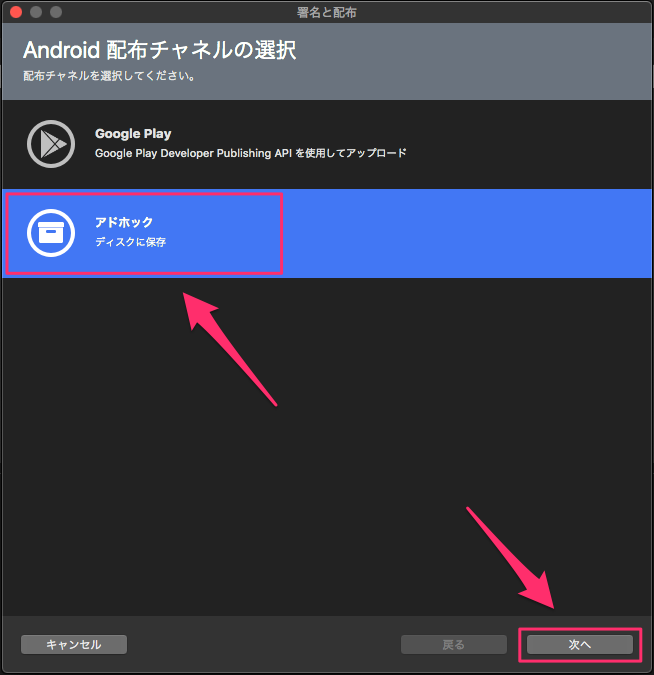 署名と配布
Android 配布チャネルの選択
配布チャネルを選択してください。
Google Play
Google Play Developer Publishing API を使用してアップロード
アドホック
ディスクに保存
キャンセル
戻る
次へ